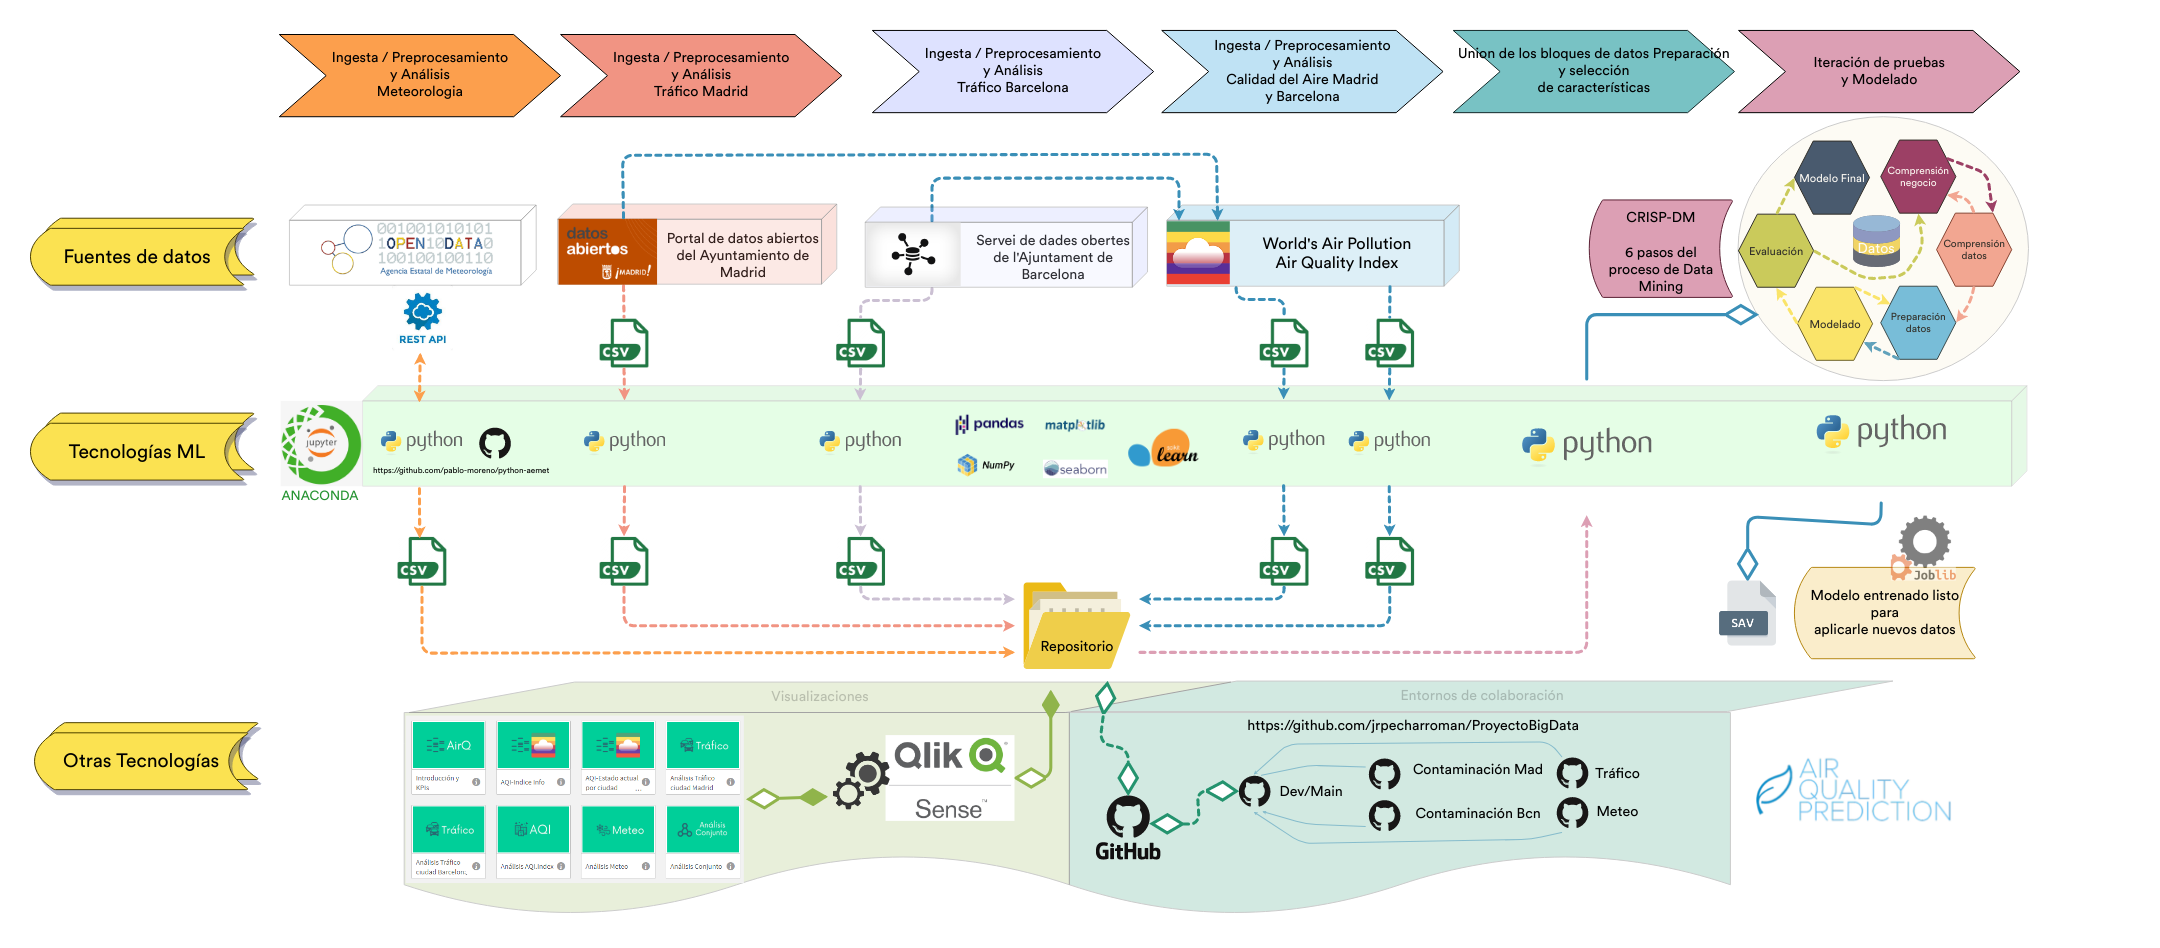 Ingesta / Preprocesamiento
y Análisis
Meteorologia
Ingesta / Preprocesamiento
y Análisis
Tráfico Madrid
Ingesta / Preprocesamiento
y Análisis
Tráfico Barcelona
Ingesta / Preprocesamiento
y Análisis
Calidad del Aire Madrid
y Barcelona
Union de los bloques de datos Preparación
y selección
de características
Iteración de pruebas
y Modelado
Fuentes de datos
001001010101
1OPEN10DATA0
100100100110
Agencia Estatal de Meteorología
REST API
datos
abiertos
¡MADRID!
Portal de datos abiertos
del Ayuntamiento de
Madrid
Servei de dades obertes
de l'Ajuntament de
Barcelona
World's Air Pollution
Air Quality Index
CRISP-DM
6 pasos del
proceso de Data
Mining
Modelo Final
Comprensión
negocio
Evaluación
Datos
Comprensión
datos
Modelado
Preparación
datos
CSV
CSV
CSV
CSV
Tecnologías ML
jupyter
ANACONDA
python
https://github.com/pablo-moreno/python-aemet
python
python
pandas
matplotlib
NumPy
seaborn
learn
python
python
python
python
CSV
CSV
CSV
CSV
CSV
Repositorio
SAV
Joblib
Modelo entrenado listo
para
aplicarle nuevos datos
Otras Tecnologías
Visualizaciones
AirQ
Introducción y
KPIs
AQI-Indice Info
AQI-Estado actual
por ciudad ...
Tráfico
Análisis Tráfico
ciudad Madrid
Tráfico
Análisis Tráfico
ciudad Barcelon..
AQI
Análisis AQI.Index
Meteo
Análisis Meteo
Análisis
Conjunto
Análisis Conjunto
Qlik
Sense™
Entornos de colaboración
https://github.com/jrpecharroman/ProyectoBigData
GitHub
Dev/Main
Contaminación Mad
Contaminación Bcn
Tráfico
Meteo
AIR
QUALITY
PREDICTION